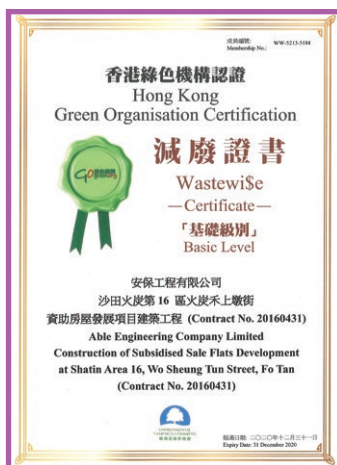 成員編號:
Membership No.: WW-5213-5188
香港綠色機構認證
Hong Kong
Green Organisation Certification
減廢證書
Wastewi$e
—Certificate—
「基礎級別」
Basic Level
安保工程有限公司
沙田火炭第 16 區火炭禾上墩街
資助房屋發展項目建築工程 (Contract No. 20160431)
Able Engineering Company Limited
Construction of Subsidised Sale Flats Development
at Shatin Area 16, Wo Sheung Tun Street, Fo Tan
(Contract No. 20160431)
ENVIRONMENTAL
CAMPAIGN COMMITTEE
環境運動委員會
屆滿日期: 二〇二〇年十二月三十一日
Expiry Date: 31 December 2020